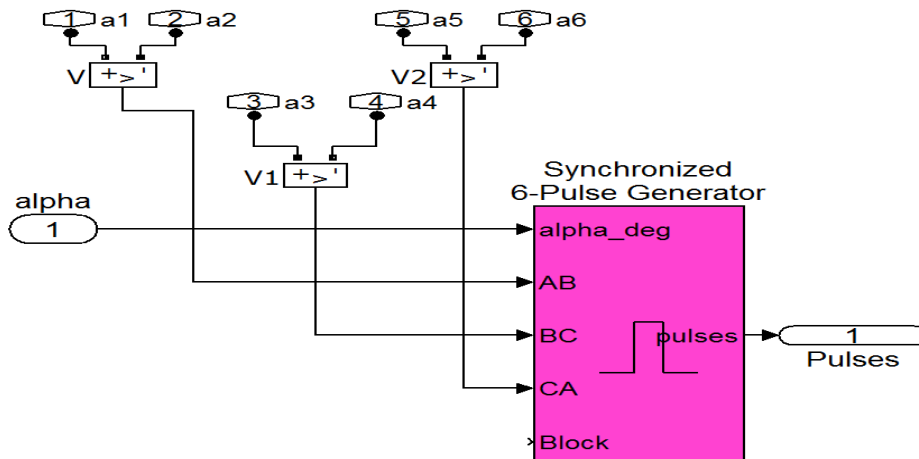 1 a1 2 a2 5 a5 6 a6
V + > ' V2 + > '
3 a3 4 a4
V1 + > '
Synchronized
6-Pulse Generator
alpha
1 alpha_deg
AB
BC pulses 1
Pulses
CA
Block